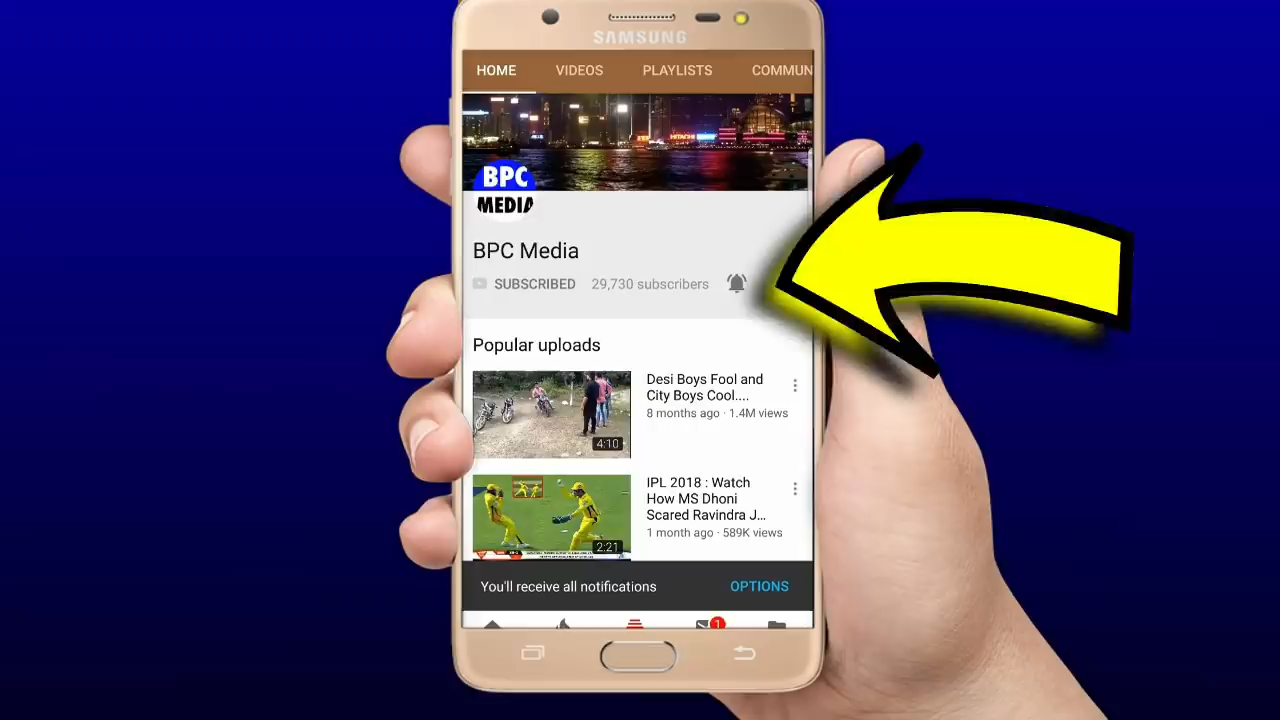 SAMSUNG
HOME VIDEOS PLAYLISTS COMMUN
HITACHI
BPC
MEDIA
BPC Media
SUBSCRIBED 29,730 subscribers
Popular uploads
Desi Boys Fool and
City Boys Cool....
8 months ago · 1.4M views
4:10
IPL 2018 : Watch
How MS Dhoni
Scared Ravindra J...
1 month ago · 589K views
2:21
You'll receive all notifications OPTIONS
1